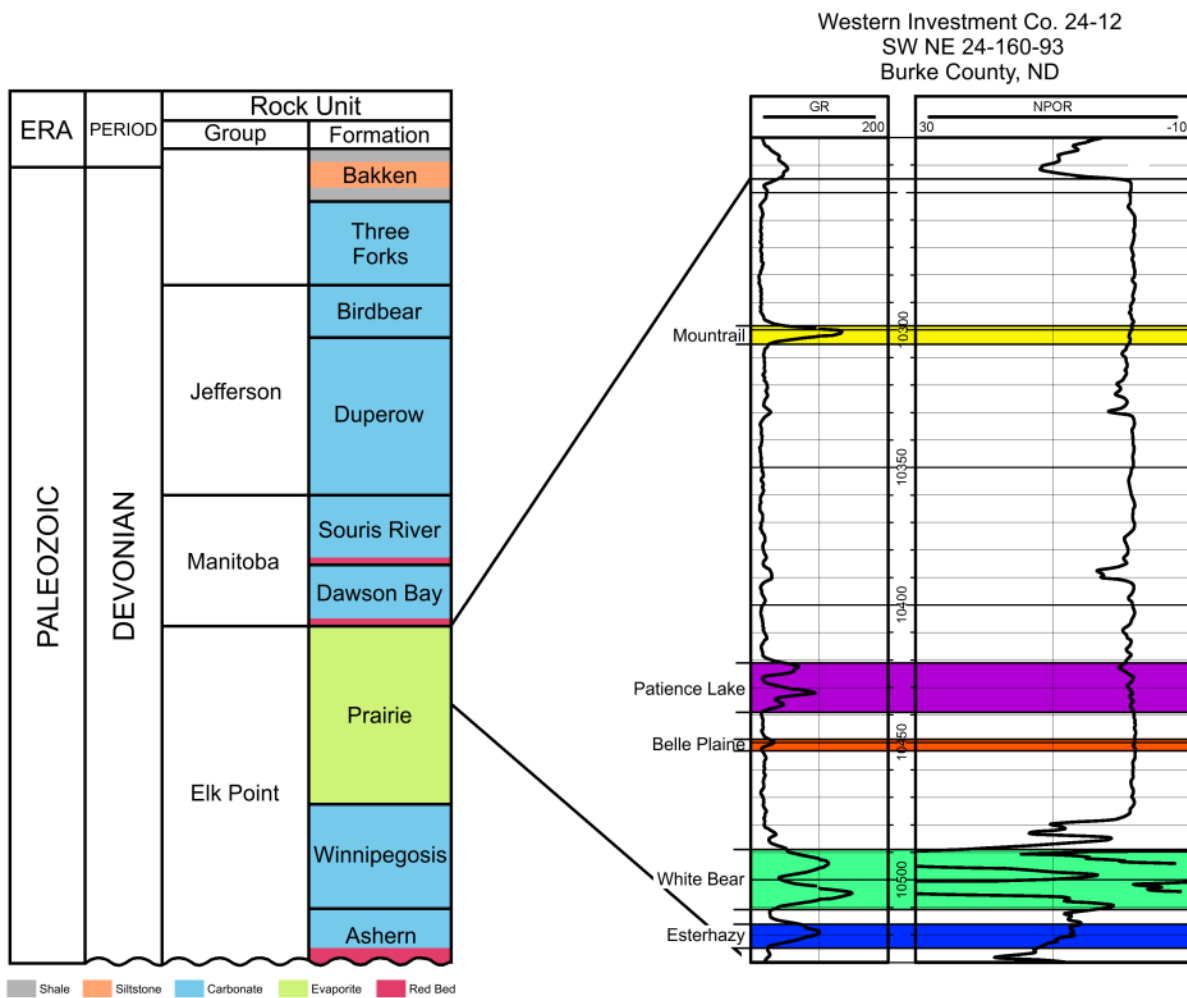 Western Investment Co. 24-12
SW NE 24-160-93
Burke County, ND
ERA
PERIOD
Rock Unit
Group
Formation
PALEOZOIC
DEVONIAN
Bakken
Three
Forks
Jefferson
Birdbear
Duperow
Manitoba
Souris River
Dawson Bay
Elk Point
Prairie
Winnipegosis
Ashern
Shale
Siltstone
Carbonate
Evaporite
Red Bed
GR
200
NPOR
30
-10
Mountrail
10300
10350
10400
Patience Lake
Belle Plaine
10450
White Bear
10500
Esterhazy